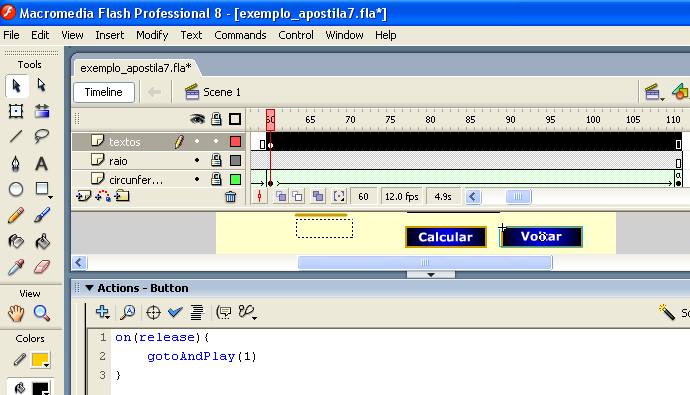 Macromedia Flash Professional 8 - [exemplo_apostila7.fla*]
File Edit View Insert Modify Text Commands Control Window Help
Tools
exemplo_apostila7.fla*
Timeline Scene 1
60 65 70 75 80 85 90 95 100 105 110
textos
raio
circunfer...
60 12.0 fps 4.9s
Calcular Voltar
Actions - Button
View
1 on(release){
2 gotoAndPlay(1)
3 }
Colors